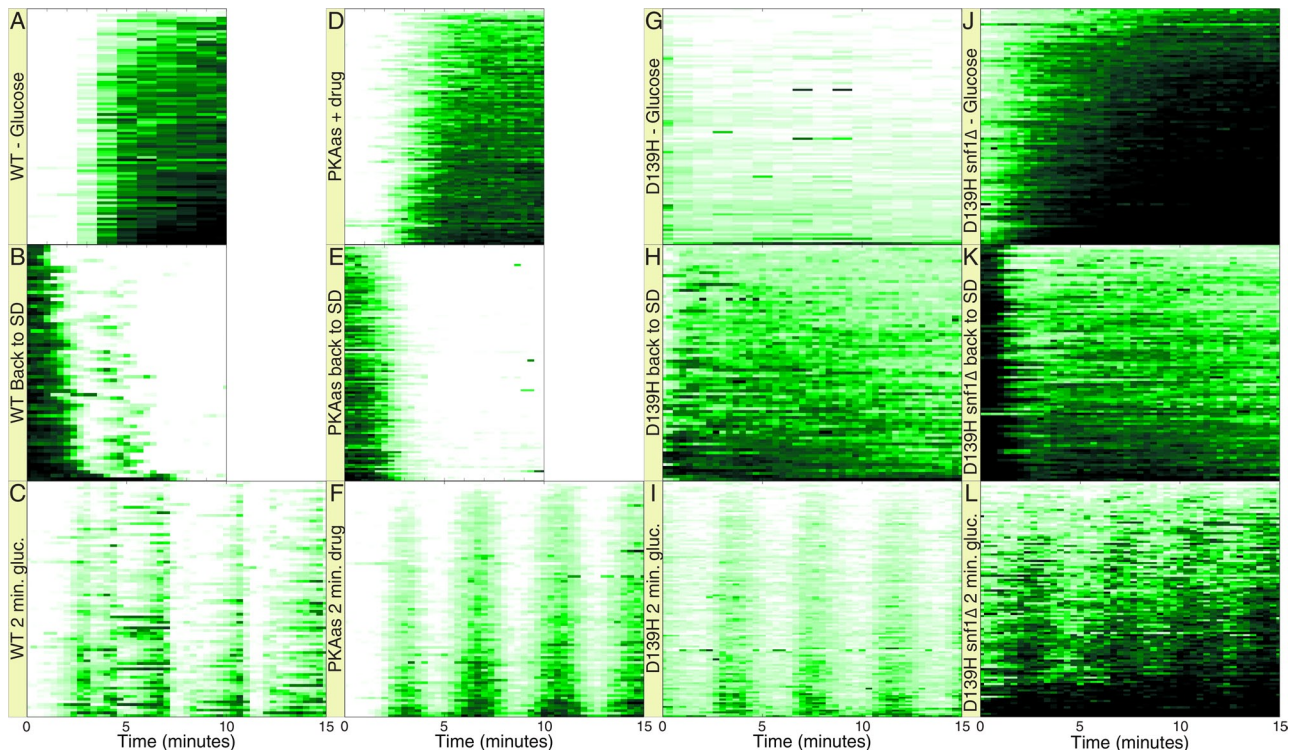 A
WT - Glucose
D
PKAas + drug
G
D139H - Glucose
J
D139H snf1Δ - Glucose
B
WT Back to SD
E
PKAas back to SD
H
D139H back to SD
K
D139H snf1Δ back to SD
C
WT 2 min. gluc.
F
PKAas 2 min. drug
I
D139H 2 min. gluc.
L
D139H snf1Δ 2 min. gluc.
0 5 10 15 0 5 10 15 0 5 10 15 5 10 15
Time (minutes) Time (minutes) Time (minutes) Time (minutes)